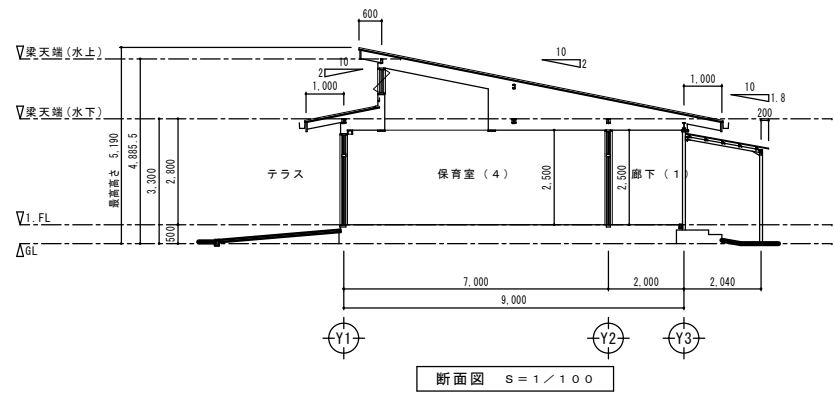 600
▽梁天端(水上)
10
2
10
2
1,000
1,000
10
1.8
▽梁天端(水下)
200
最高高さ 5,190
4,885.5
3,300
2,800
テラス
保育室(4)
2,500
2,500
廊下(1)
▽1.FL
500
△GL
7,000
2,000
2,040
9,000
Y1
Y2
Y3
断面図 S=1/100